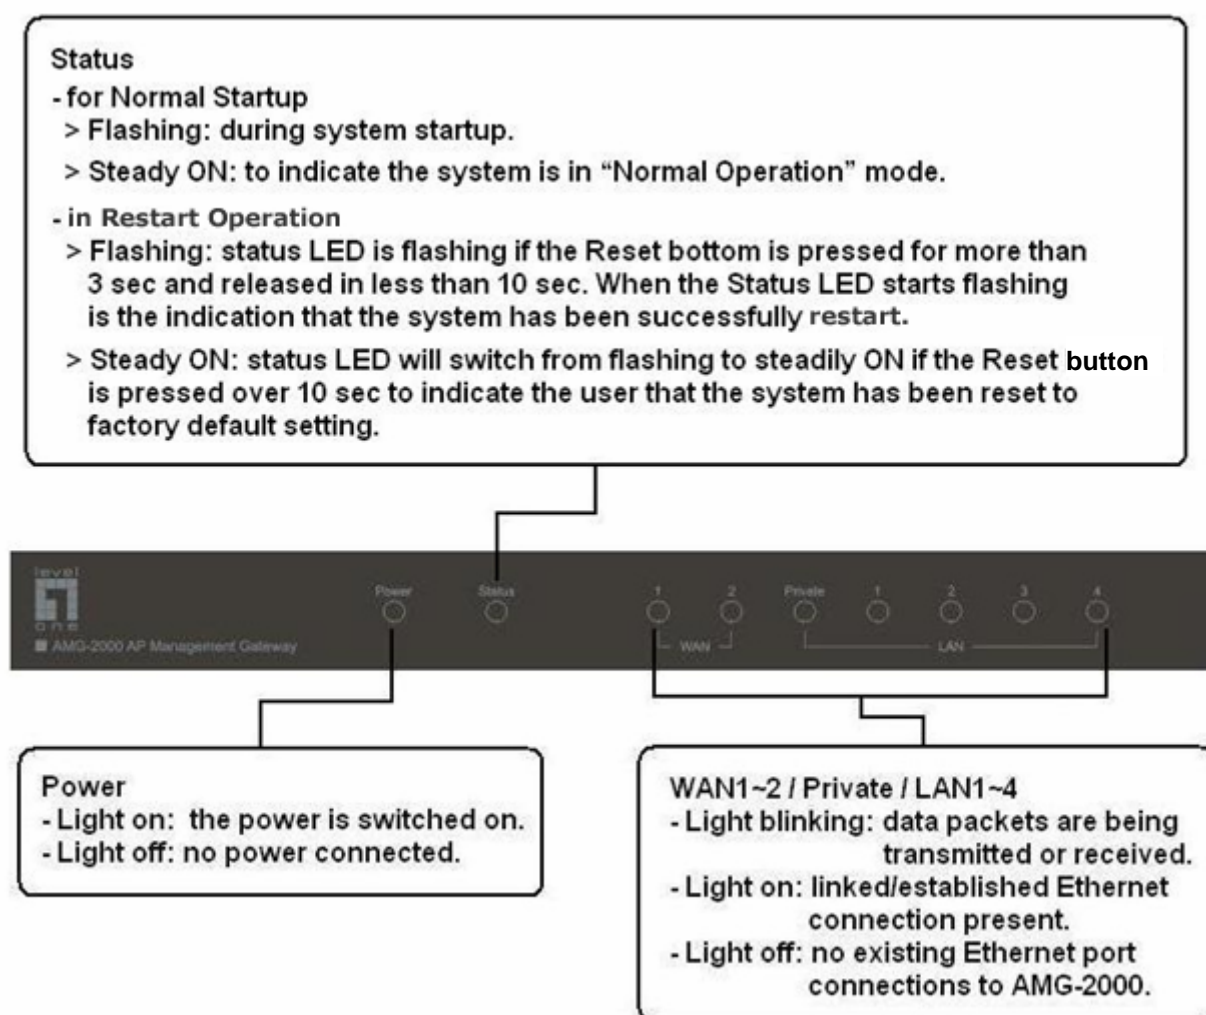 Status
- for Normal Startup
> Flashing: during system startup.
> Steady ON: to indicate the system is in “Normal Operation” mode.
- in Restart Operation
> Flashing: status LED is flashing if the Reset bottom is pressed for more than
3 sec and released in less than 10 sec. When the Status LED starts flashing
is the indication that the system has been successfully restart.
> Steady ON: status LED will switch from flashing to steadily ON if the Reset button
is pressed over 10 sec to indicate the user that the system has been reset to
factory default setting.
level
one
AMG-2000 AP Management Gateway
Power
Status
1 2 Private 1 2 3 4
WAN LAN
Power
- Light on: the power is switched on.
- Light off: no power connected.
WAN1~2 / Private / LAN1~4
- Light blinking: data packets are being
transmitted or received.
- Light on: linked/established Ethernet
connection present.
- Light off: no existing Ethernet port
connections to AMG-2000.